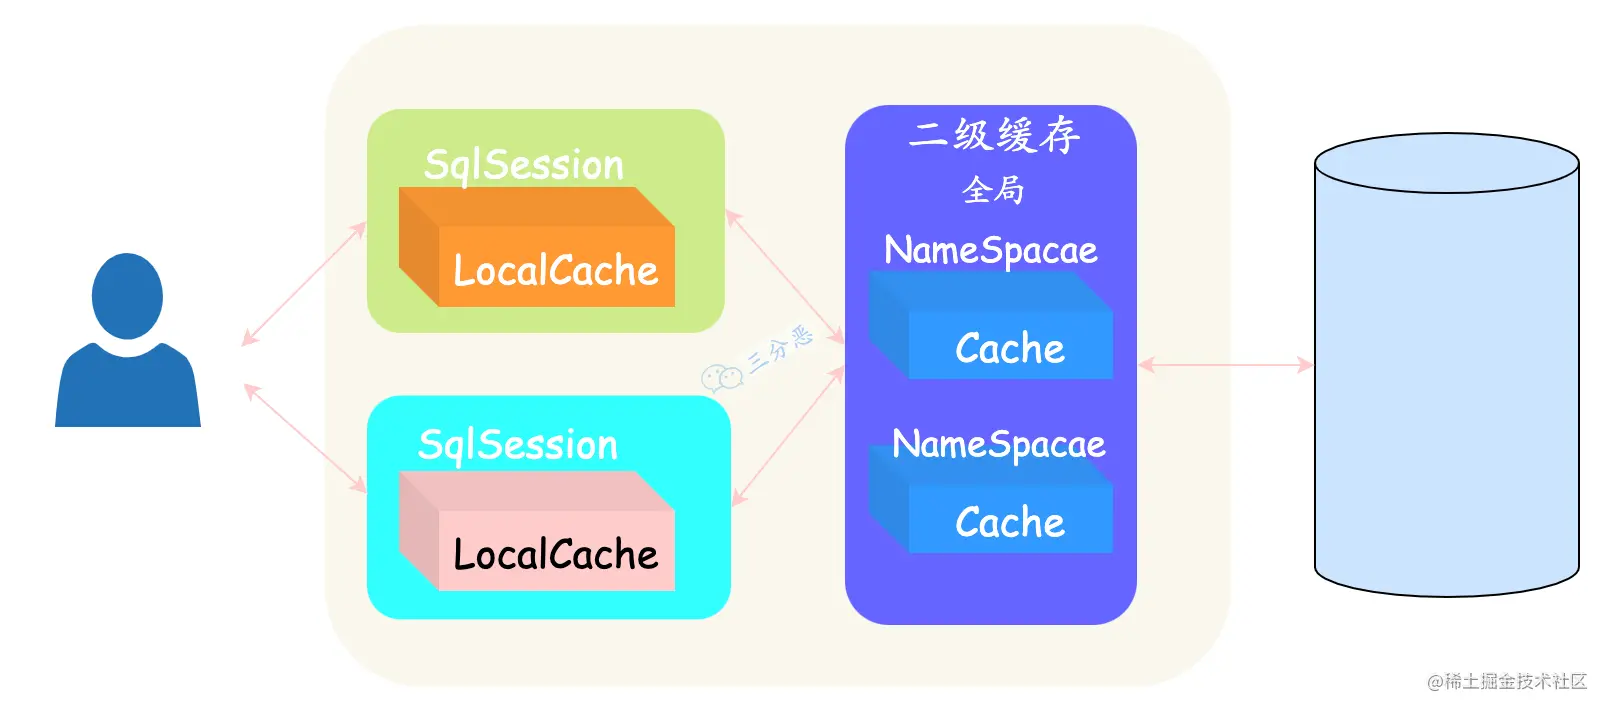 SqlSession
LocalCache
SqlSession
LocalCache
二级缓存
全局
NameSpacae
Cache
NameSpacae
Cache
三分恶
@稀土掘金技术社区